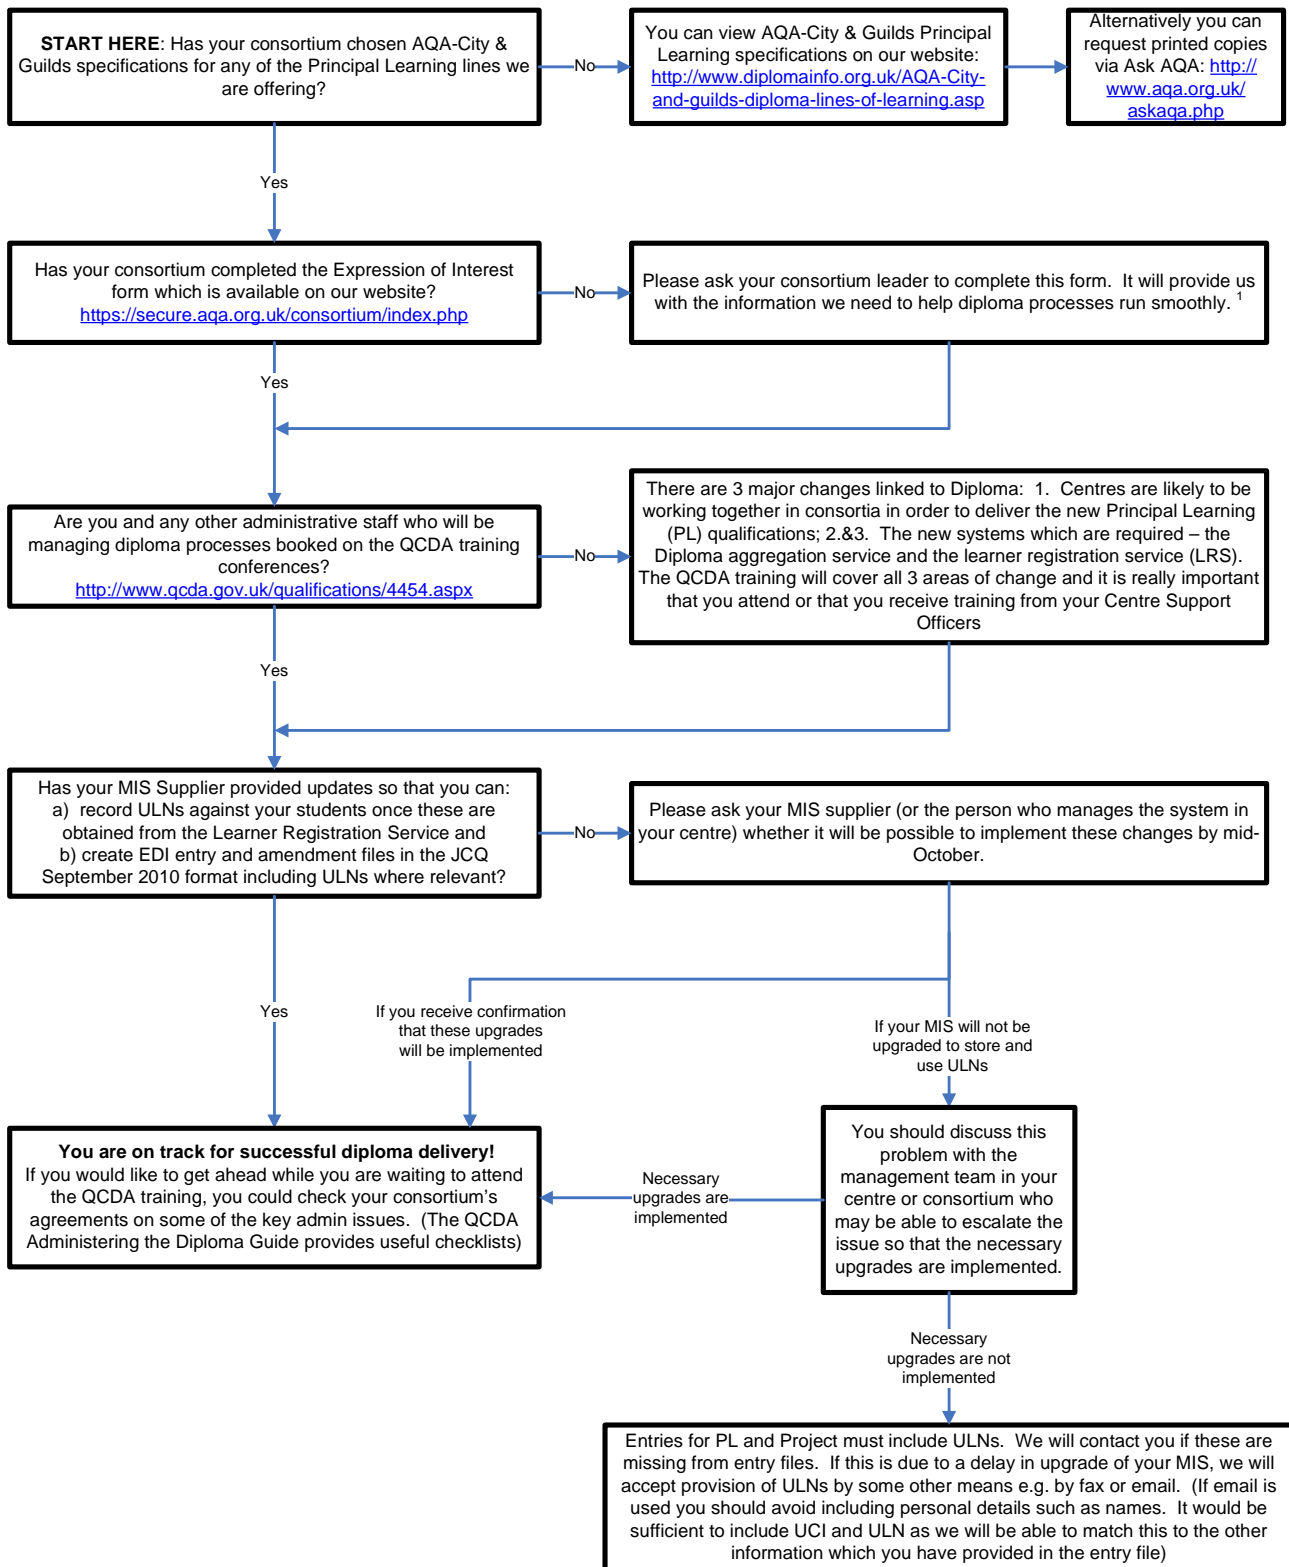 START HERE: Has your consortium chosen AQA-City &
Guilds specifications for any of the Principal Learning lines we
are offering?
No
You can view AQA-City & Guilds Principal
Learning specifications on our website:
http://www.diplomainfo.org.uk/AQA-City-
and-guilds-diploma-lines-of-learning.asp
Alternatively you can
request printed copies
via Ask AQA: http://
www.aqa.org.uk/
askaqa.php
Yes
Has your consortium completed the Expression of Interest
form which is available on our website?
https://secure.aqa.org.uk/consortium/index.php
No
Please ask your consortium leader to complete this form. It will provide us
with the information we need to help diploma processes run smoothly. 1
Yes
Are you and any other administrative staff who will be
managing diploma processes booked on the QCDA training
conferences?
http://www.qcda.gov.uk/qualifications/4454.aspx
No
There are 3 major changes linked to Diploma: 1. Centres are likely to be
working together in consortia in order to deliver the new Principal Learning
(PL) qualifications; 2.&3. The new systems which are required – the
Diploma aggregation service and the learner registration service (LRS).
The QCDA training will cover all 3 areas of change and it is really important
that you attend or that you receive training from your Centre Support
Officers
Yes
Has your MIS Supplier provided updates so that you can:
a) record ULNs against your students once these are
obtained from the Learner Registration Service and
b) create EDI entry and amendment files in the JCQ
September 2010 format including ULNs where relevant?
No
Please ask your MIS supplier (or the person who manages the system in
your centre) whether it will be possible to implement these changes by mid-
October.
Yes
If you receive confirmation
that these upgrades
will be implemented
If your MIS will not be
upgraded to store and
use ULNs
You are on track for successful diploma delivery!
If you would like to get ahead while you are waiting to attend
the QCDA training, you could check your consortium's
agreements on some of the key admin issues. (The QCDA
Administering the Diploma Guide provides useful checklists)
Necessary
upgrades are
implemented
You should discuss this
problem with the
management team in your
centre or consortium who
may be able to escalate the
issue so that the necessary
upgrades are implemented.
Necessary
upgrades are not
implemented
Entries for PL and Project must include ULNs. We will contact you if these are
missing from entry files. If this is due to a delay in upgrade of your MIS, we will
accept provision of ULNs by some other means e.g. by fax or email. (If email is
used you should avoid including personal details such as names. It would be
sufficient to include UCI and ULN as we will be able to match this to the other
information which you have provided in the entry file)